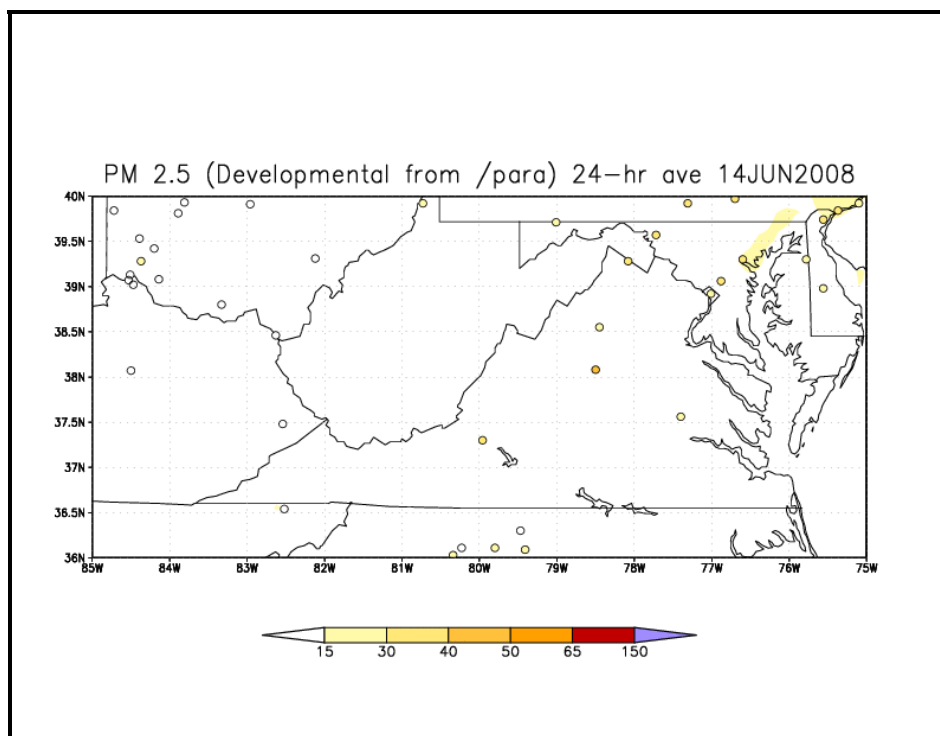 PM 2.5 (Developmental from /para) 24-hr ave 14JUN2008
40N
39.5N
39N
38.5N
38N
37.5N
37N
36.5N
36N
85W 84W 83W 82W 81W 80W 79W 78W 77W 76W 75W
15 30 40 50 65 150